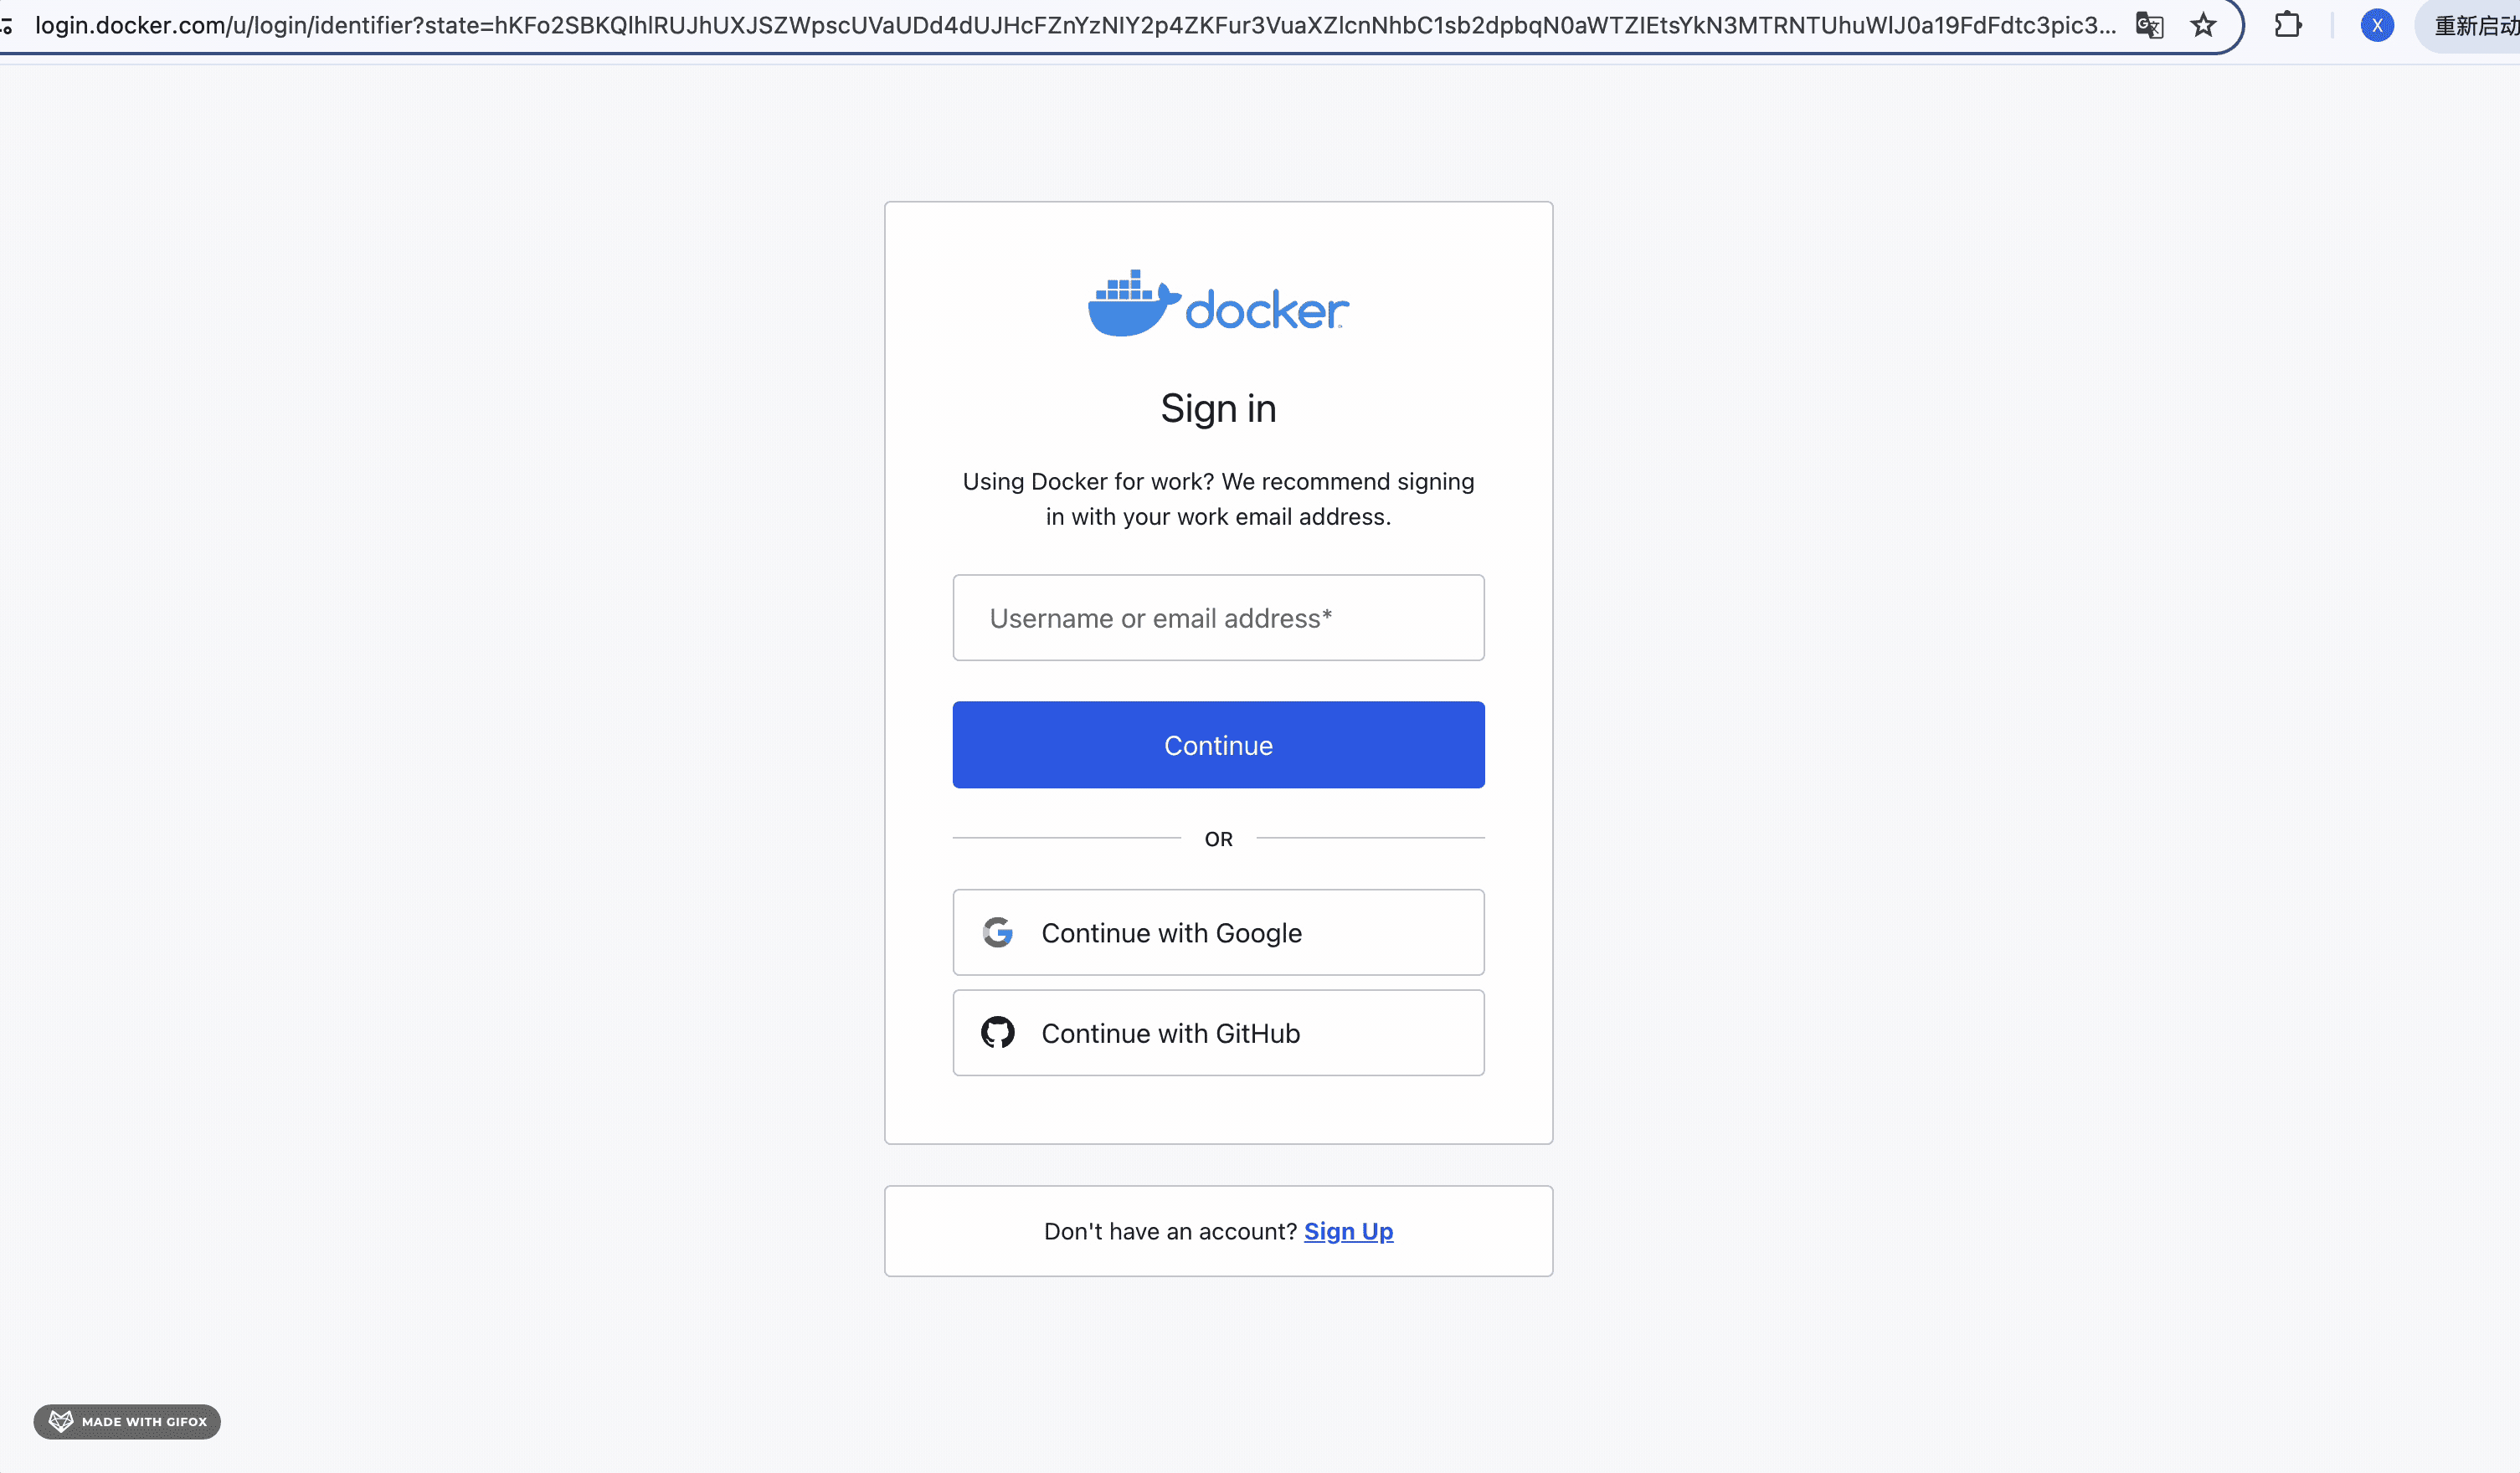 login.docker.com/u/login/identifier?state=hKFo2SBKQlhlRUJhUXJSZWpscUVaUDd4dUJHcFZnYzNIY2p4ZKFur3VuaXZlcnNhbC1sb2dpbqN0aWTZIEtsYkN3MTRNTUhuWlJ0a19FdFdtc3pic3...
X
重新启动
docker
Sign in
Using Docker for work? We recommend signing
in with your work email address.
Username or email address*
Continue
OR
Continue with Google
Continue with GitHub
Don't have an account? Sign Up
MADE WITH GIFOX